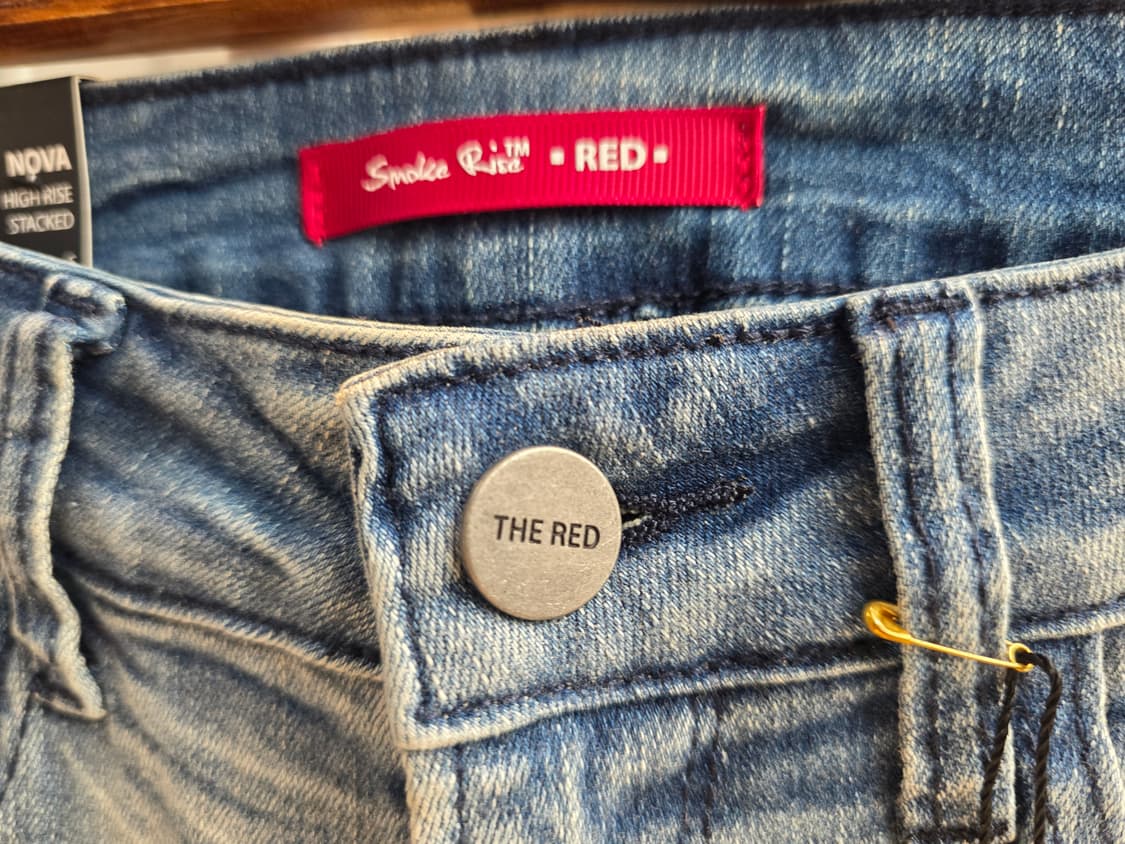 NOVA
HIGH RISE
STACKED
Smoke Rise™ ▪ RED ▪
THE RED